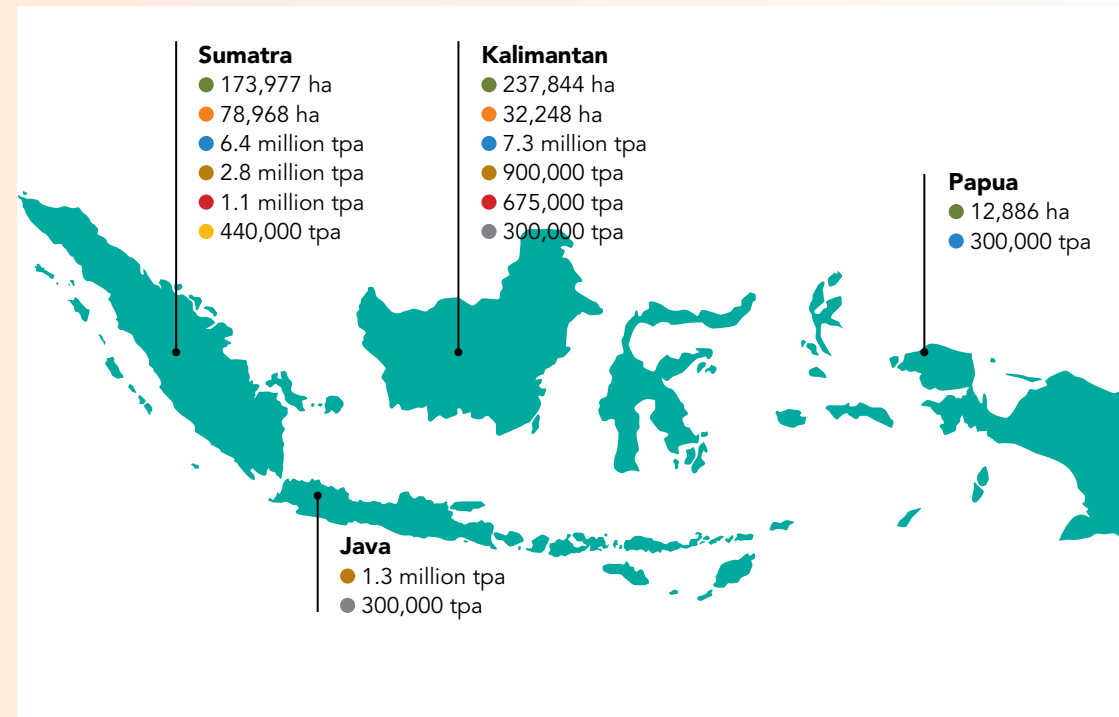 Sumatra
173,977 ha
78,968 ha
6.4 million tpa
2.8 million tpa
1.1 million tpa
440,000 tpa
Kalimantan
237,844 ha
32,248 ha
7.3 million tpa
900,000 tpa
675,000 tpa
300,000 tpa
Papua
12,886 ha
300,000 tpa
Java
1.3 million tpa
300,000 tpa